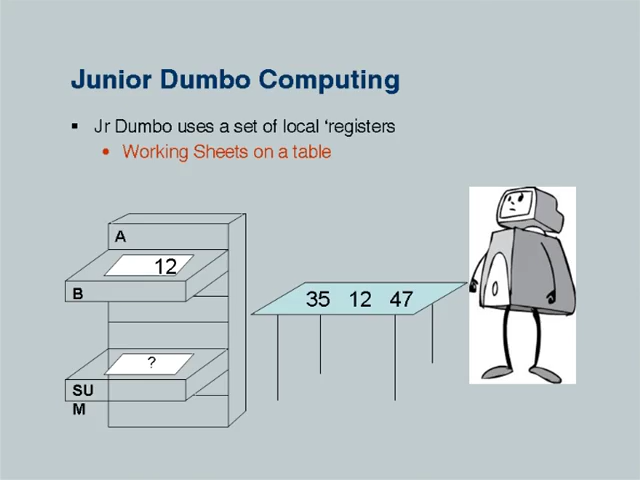 Junior Dumbo Computing
▪ Jr Dumbo uses a set of local ‘registers
• Working Sheets on a table
A
12
B
35 12 47
?
SU
M